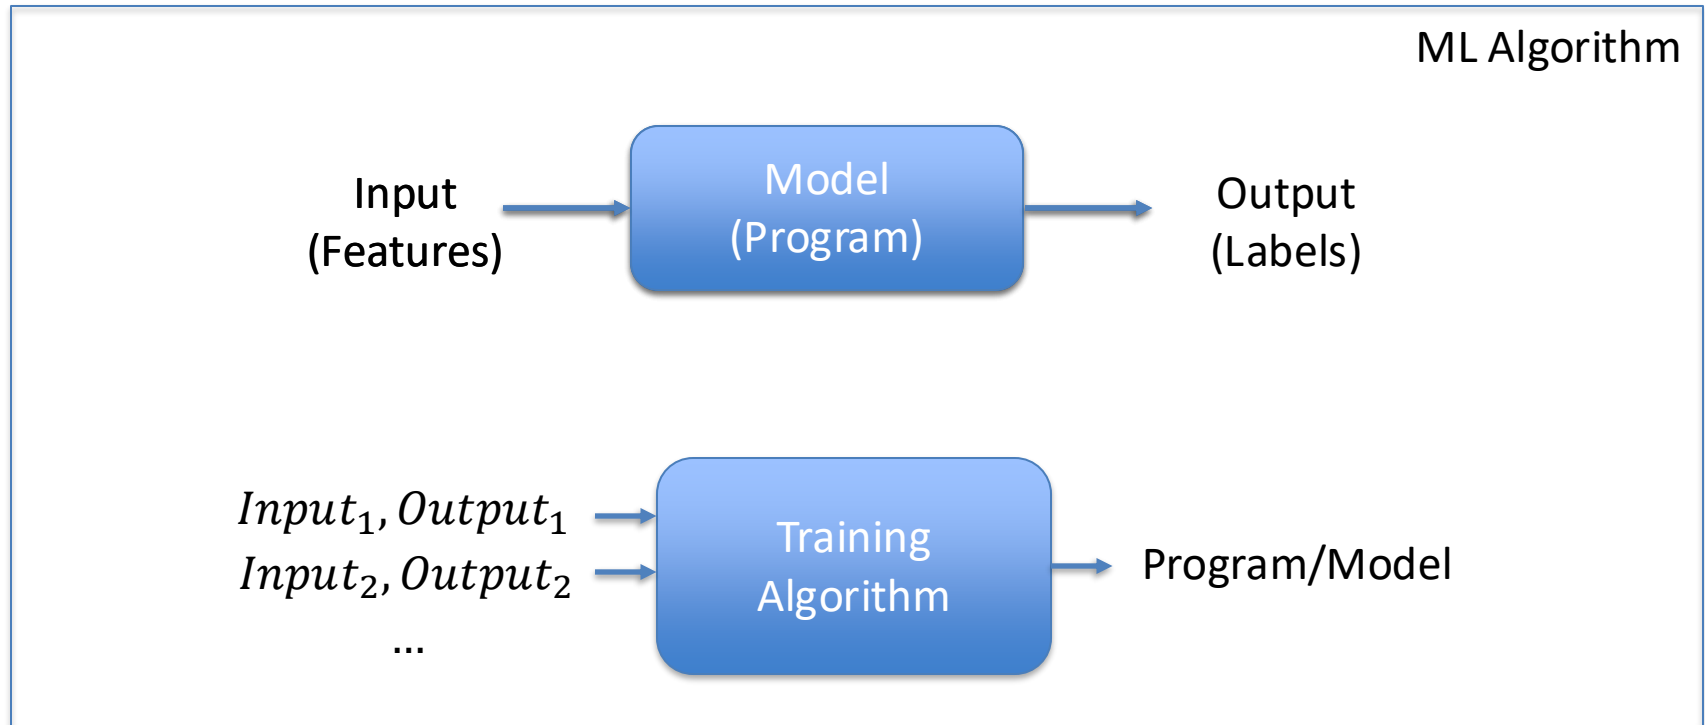 ML Algorithm
Input
(Features)
Model
(Program)
Output
(Labels)
Input₁, Output₁
Input₂, Output₂
...
Training
Algorithm
Program/Model